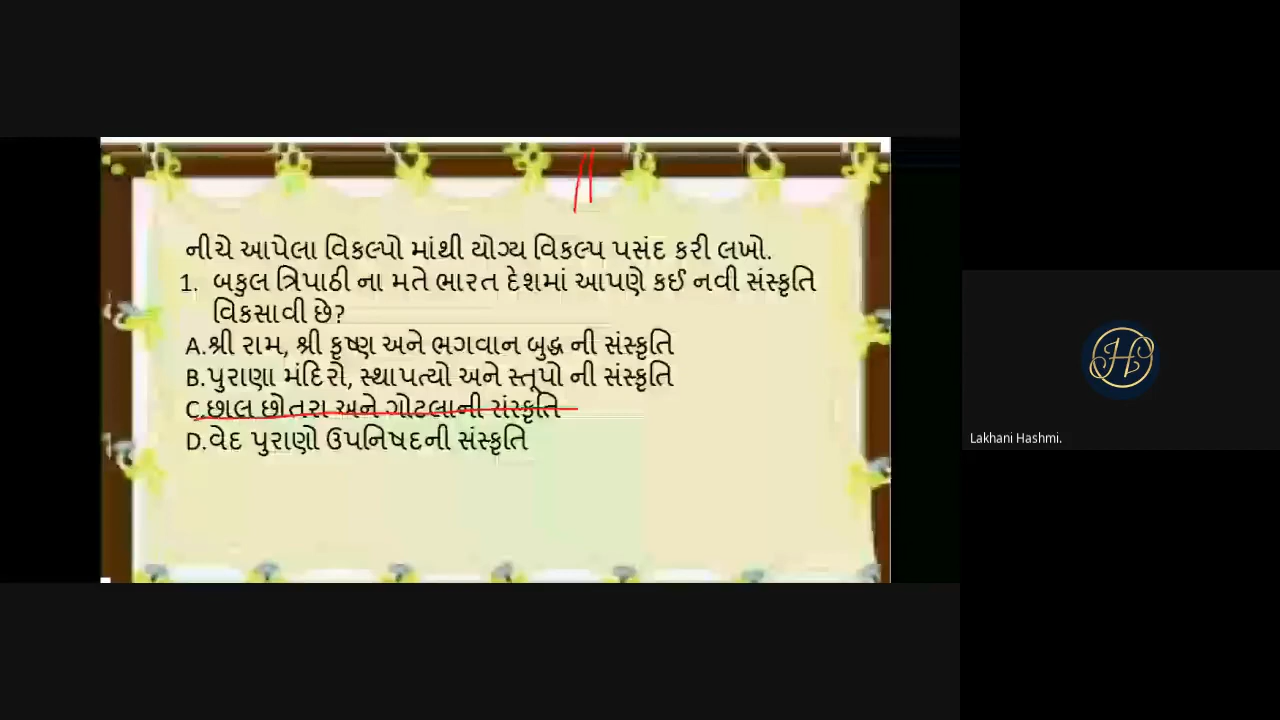 નીચે આપેલા વિકલ્પો માંથી યોગ્ય વિકલ્પ પસંદ કરી લખો.
1. બકુલ ત્રિપાઠી ના મતે ભારત દેશમાં આપણે કઈ નવી સંસ્કૃતિ
વિકસાવી છે?
A.શ્રી રામ, શ્રી કૃષ્ણ અને ભગવાન બુદ્ધ ની સંસ્કૃતિ
B.પુરાણા મંદિરો, સ્થાપત્યો અને સ્તૂપો ની સંસ્કૃતિ
C.છાલ છોતરા અને ગોટલાની સંસ્કૃતિ
D.વેદ પુરાણો ઉપનિષદની સંસ્કૃતિ
H
Lakhani Hashmi.